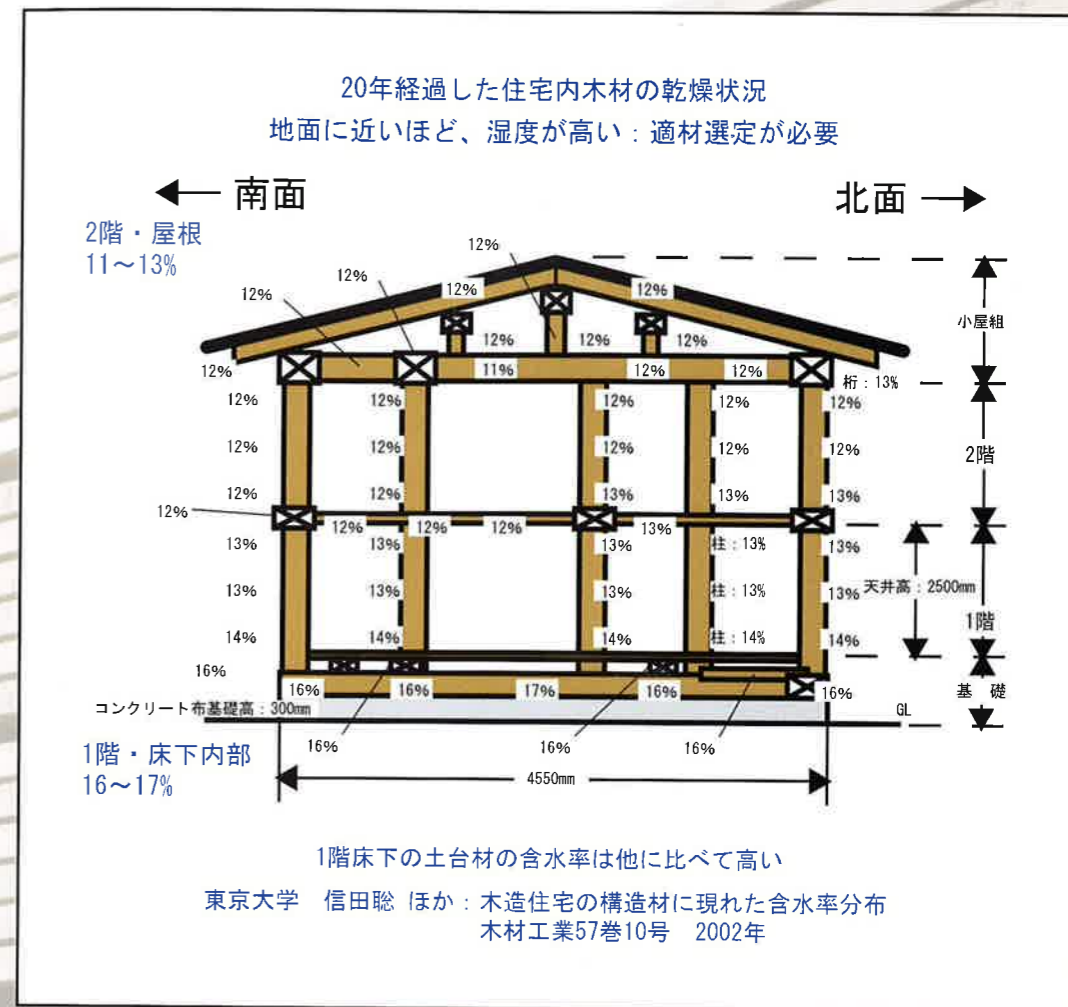 20年経過した住宅内木材の乾燥状況
地面に近いほど、湿度が高い：適材選定が必要
南面 北面
2階・屋根
11～13%
12%
12%
12% 12% 12%
小屋組
12% 12% 12%
12% 11% 12% 12%
桁：13%
12% 12% 12% 12% 12%
12% 12% 12% 12% 12%
2階
12% 12% 13% 13% 13%
12%
12% 12% 12% 13%
13% 13% 13% 柱：13% 13%
13% 13% 13% 柱：13% 13% 天井高：2500mm
1階
14% 14% 14% 柱：14% 14%
16%
16% 16% 17% 16% 16% 基 礎
コンクリート布基礎高：300mm GL
16% 16% 16%
1階・床下内部
16～17%
4550mm
1階床下の土台材の含水率は他に比べて高い
東京大学 信田聡 ほか：木造住宅の構造材に現れた含水率分布
木材工業57巻10号 2002年